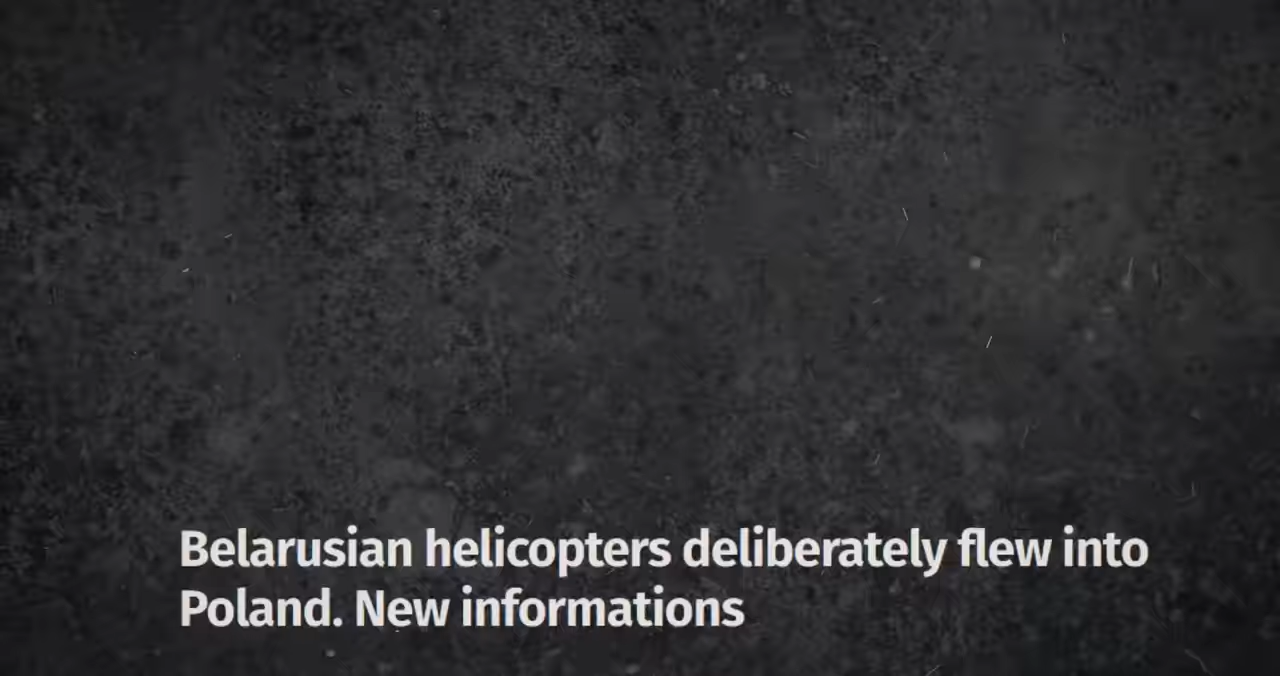 Belarusian helicopters deliberately flew into
Poland. New informations